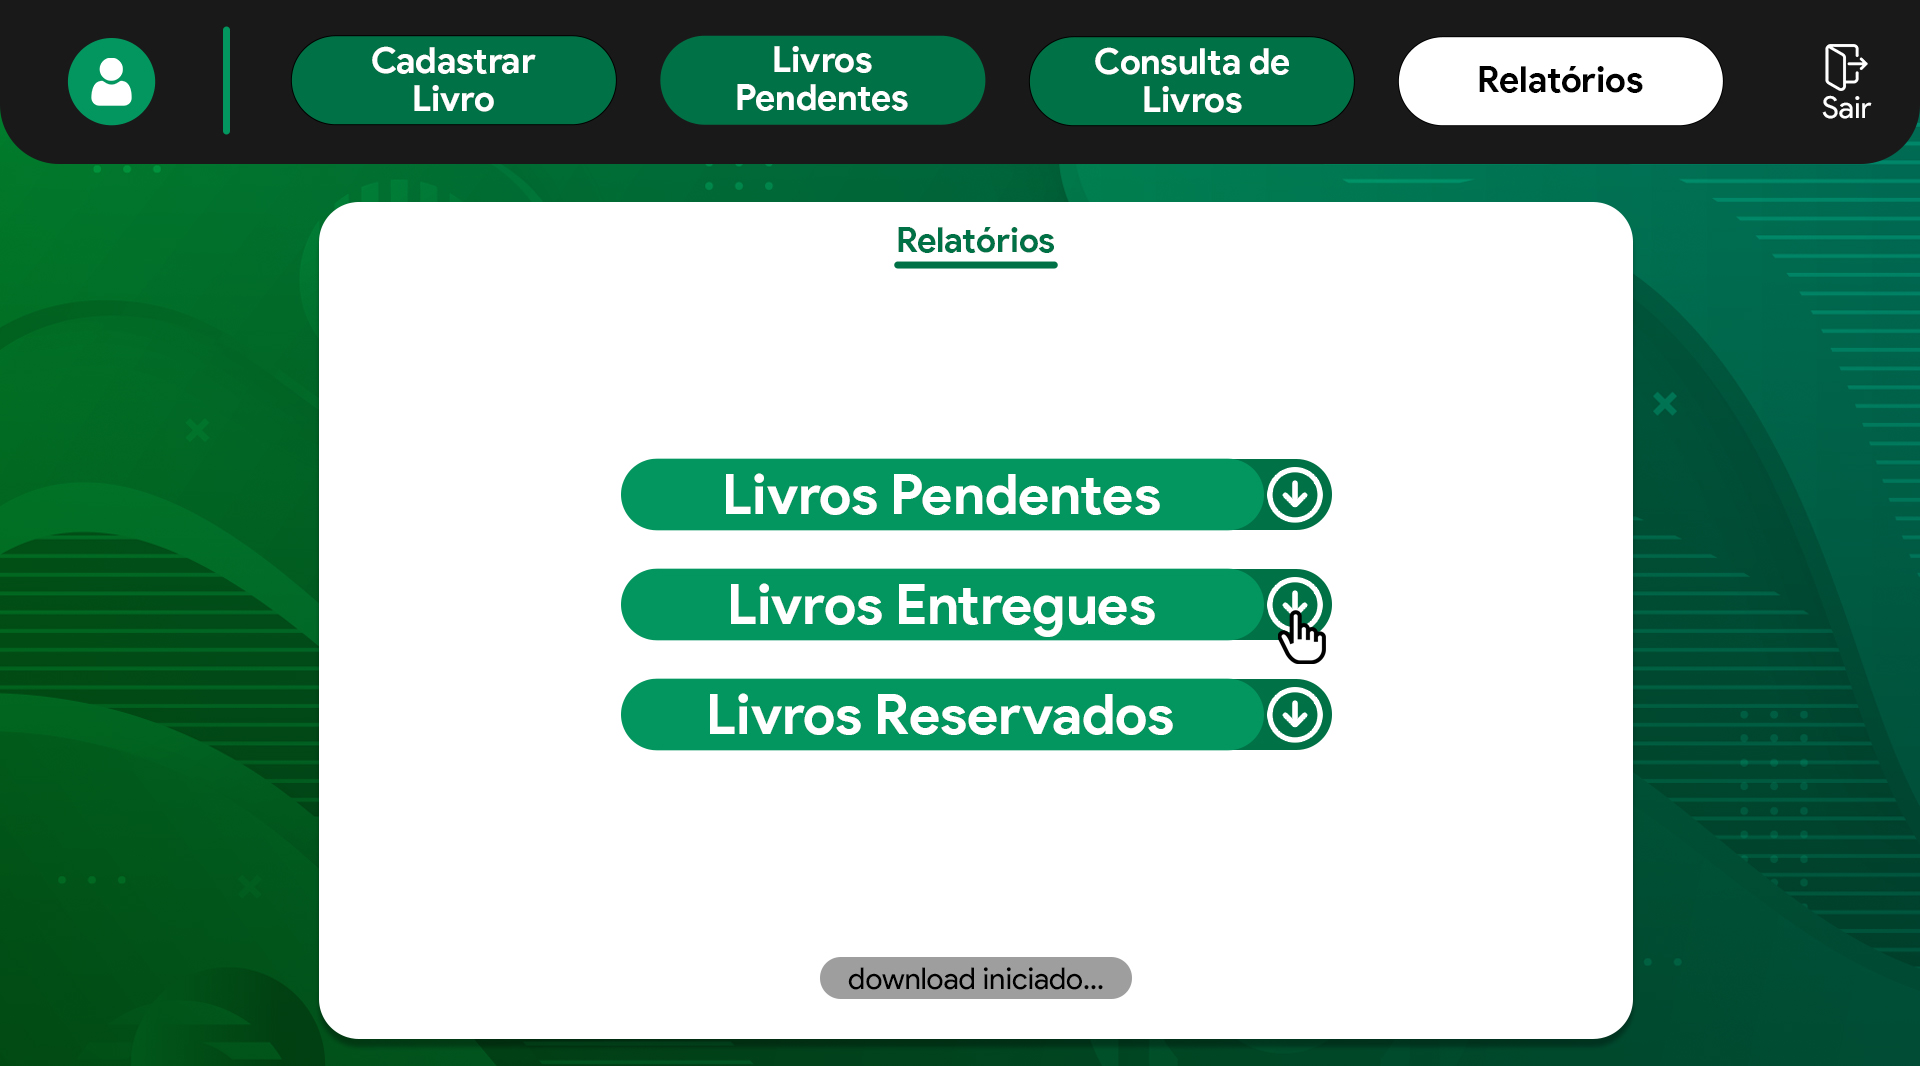 Cadastrar
Livro
Livros
Pendentes
Consulta de
Livros
Relatórios
Sair
Relatórios
Livros Pendentes
Livros Entregues
Livros Reservados
download iniciado...